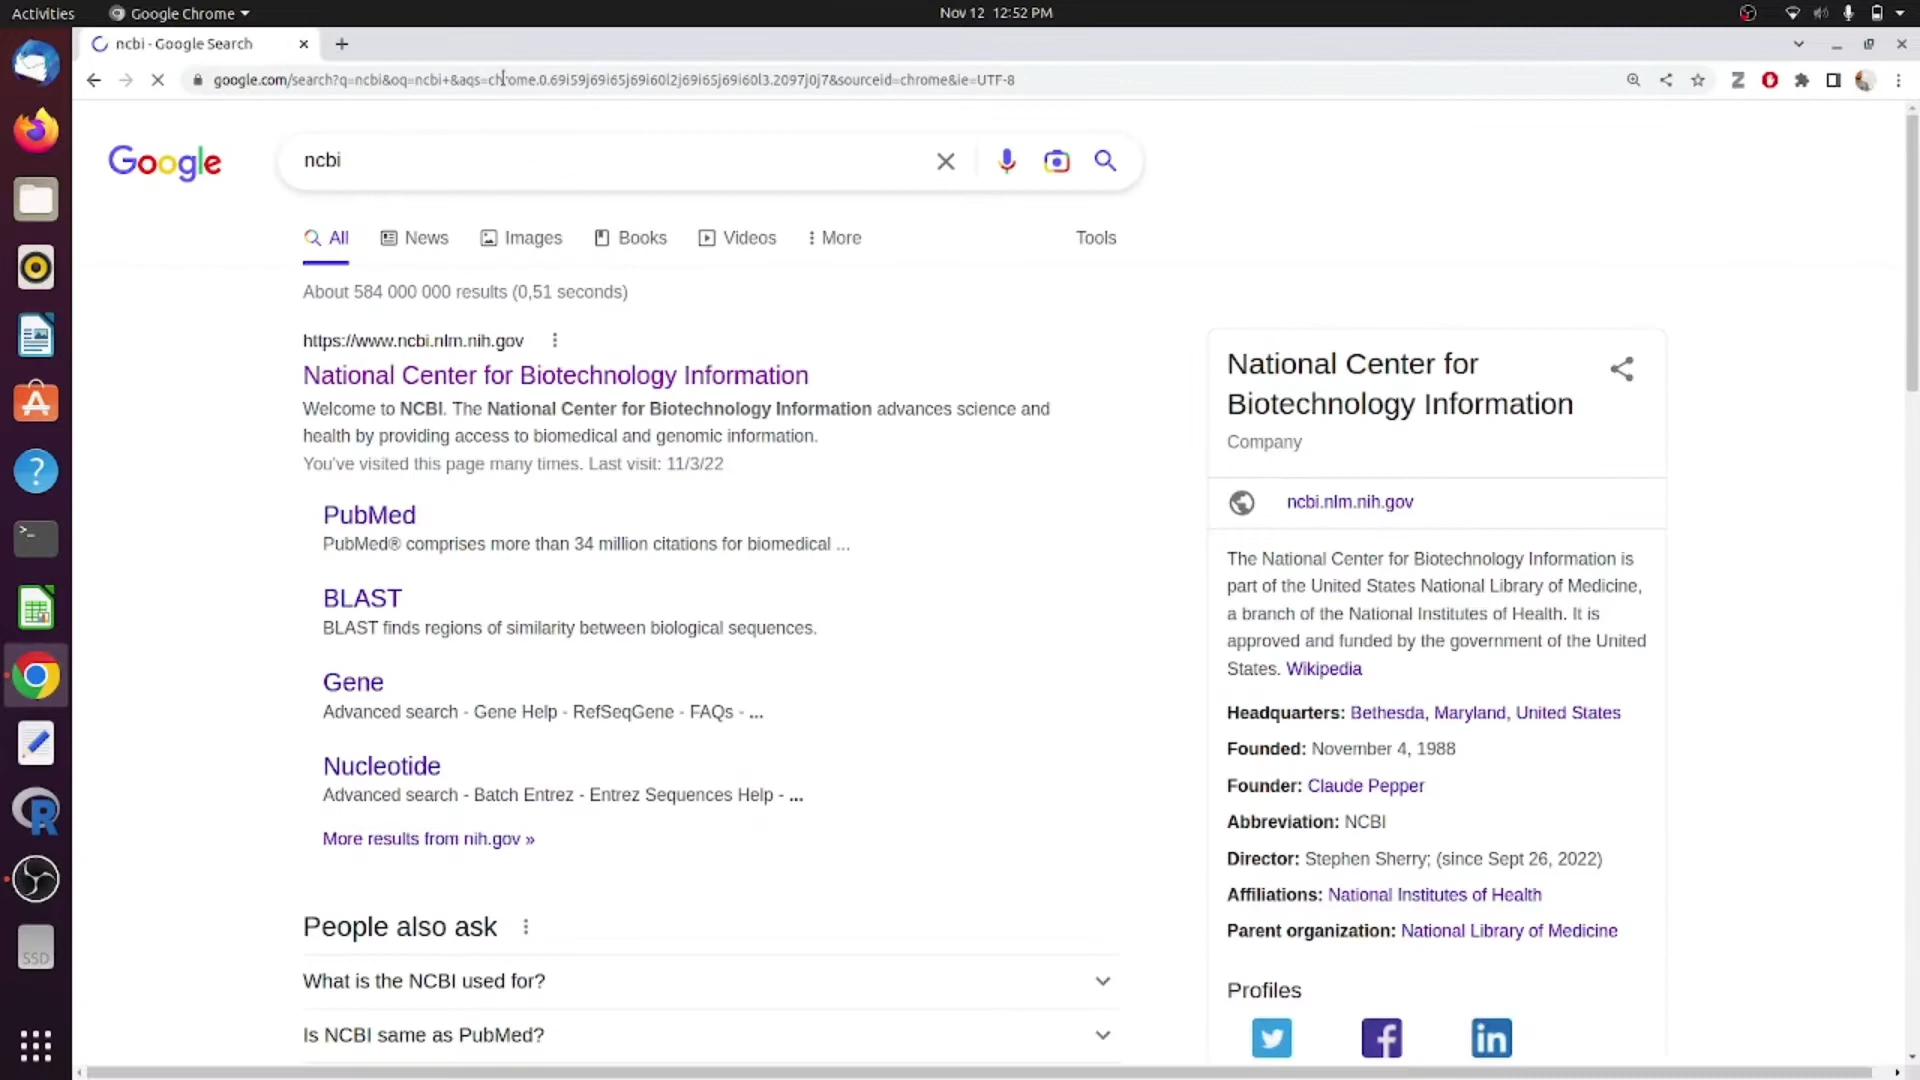 Activities
Google Chrome
Nov 12 12:52 PM
ncbi - Google Search
google.com/search?q=ncbi&oq=ncbi+&aqs=chrome.0.69i59j69i65j69i60l2j69i65j69i60l3.2097j0j7&sourceid=chrome&ie=UTF-8
Google
ncbi
All
News
Images
Books
Videos
More
Tools
About 584 000 000 results (0,51 seconds)
https://www.ncbi.nlm.nih.gov
National Center for Biotechnology Information
Welcome to NCBI. The National Center for Biotechnology Information advances science and
health by providing access to biomedical and genomic information.
You've visited this page many times. Last visit: 11/3/22
PubMed
PubMed® comprises more than 34 million citations for biomedical ...
BLAST
BLAST finds regions of similarity between biological sequences.
Gene
Advanced search - Gene Help - RefSeqGene - FAQs - ...
Nucleotide
Advanced search - Batch Entrez - Entrez Sequences Help - ...
More results from nih.gov »
People also ask
What is the NCBI used for?
Is NCBI same as PubMed?
National Center for
Biotechnology Information
Company
ncbi.nlm.nih.gov
The National Center for Biotechnology Information is
part of the United States National Library of Medicine,
a branch of the National Institutes of Health. It is
approved and funded by the government of the United
States. Wikipedia
Headquarters: Bethesda, Maryland, United States
Founded: November 4, 1988
Founder: Claude Pepper
Abbreviation: NCBI
Director: Stephen Sherry; (since Sept 26, 2022)
Affiliations: National Institutes of Health
Parent organization: National Library of Medicine
Profiles
SSD